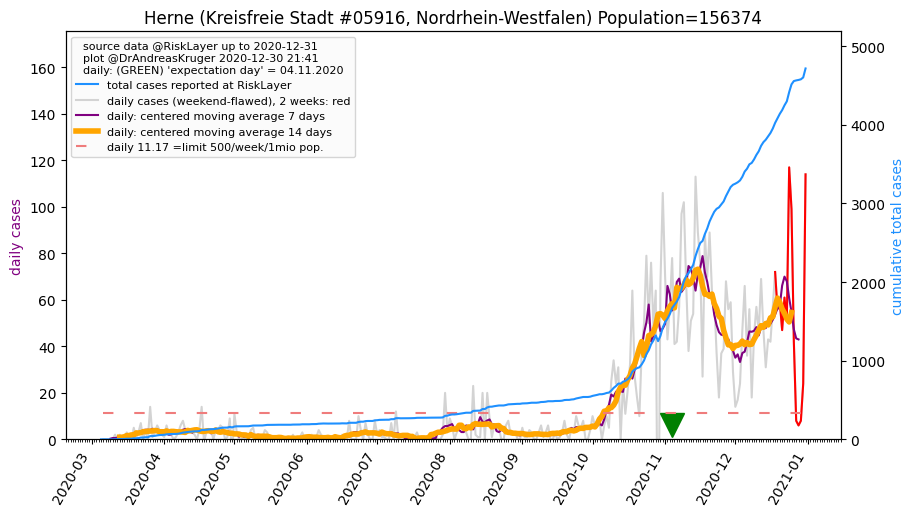 Herne (Kreisfreie Stadt #05916, Nordrhein-Westfalen) Population=156374
source data @RiskLayer up to 2020-12-31
plot @DrAndreasKruger 2020-12-30 21:41
daily: (GREEN) 'expectation day' = 04.11.2020
total cases reported at RiskLayer
daily cases (weekend-flawed), 2 weeks: red
daily: centered moving average 7 days
daily: centered moving average 14 days
daily 11.17 =limit 500/week/1mio pop.
daily cases
160
140
120
100
80
60
40
20
0
5000
4000
3000
2000
1000
0
cumulative total cases
2020-03
2020-04
2020-05
2020-06
2020-07
2020-08
2020-09
2020-10
2020-11
2020-12
2021-01